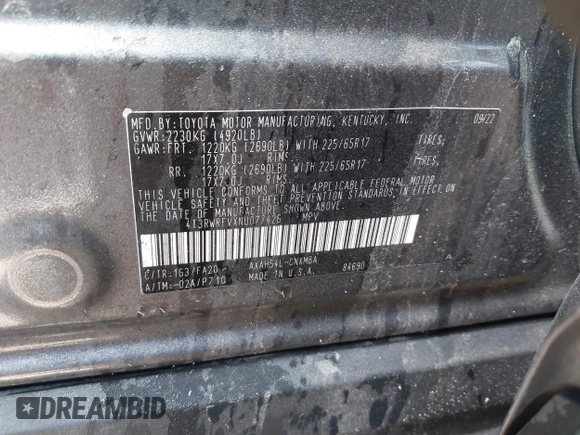 MFD.BY:TOYOTA MOTOR MANUFACTURING, KENTUCKY, INC. 09/22
GVWR:2230KG (4920LB)
GAWR:FRT. 1220KG (2690LB) WITH 225/65R17 TIRES,
17X7.0J RIMS,
RR. 1220KG (2690LB) WITH 225/65R17 TIRES,
17X7.0J RIMS,
THIS VEHICLE CONFORMS TO ALL APPLICABLE FEDERAL MOTOR
VEHICLE SAFETY AND THEFT PREVENTION STANDARDS IN EFFECT ON
THE DATE OF MANUFACTURE SHOWN ABOVE.
4T3RWRFVXNU077426 MPV
C/TR:1G3/FA20 AXAH54L-CNXMBA A
A/TM:-02A/P710 MADE IN U.S.A. 84690
DREAMBID